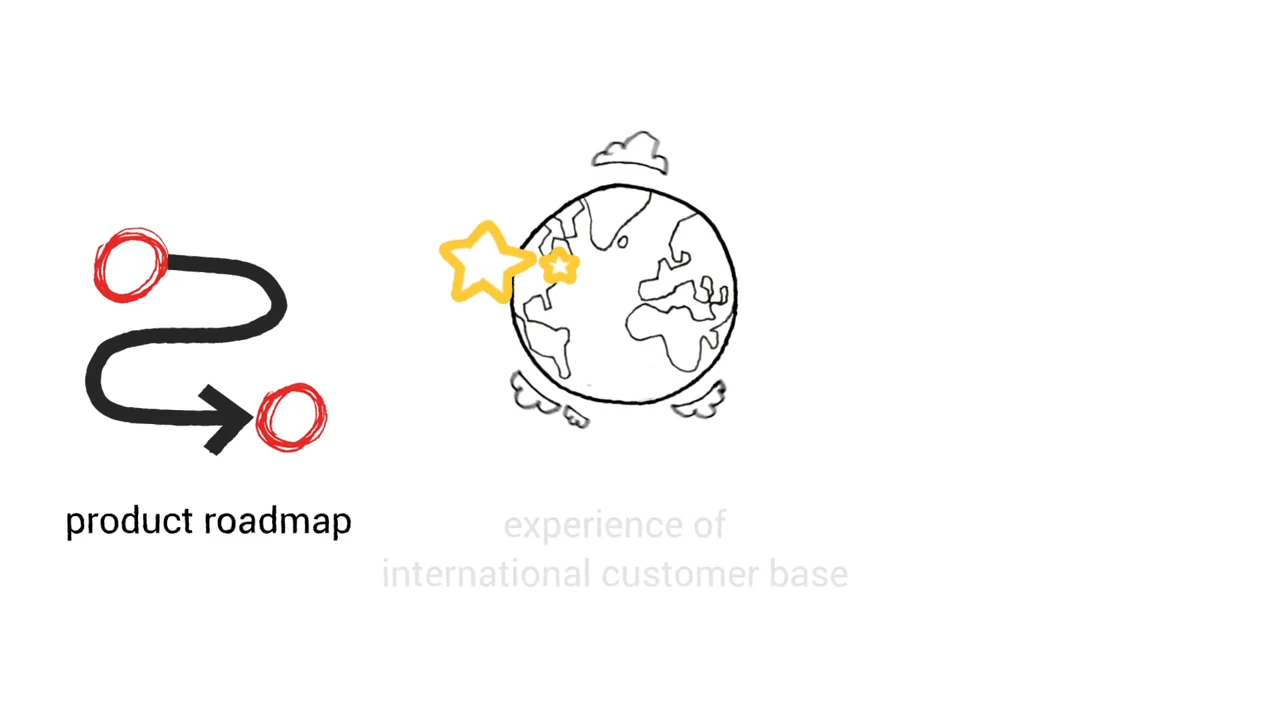 product roadmap
experience of
international customer base